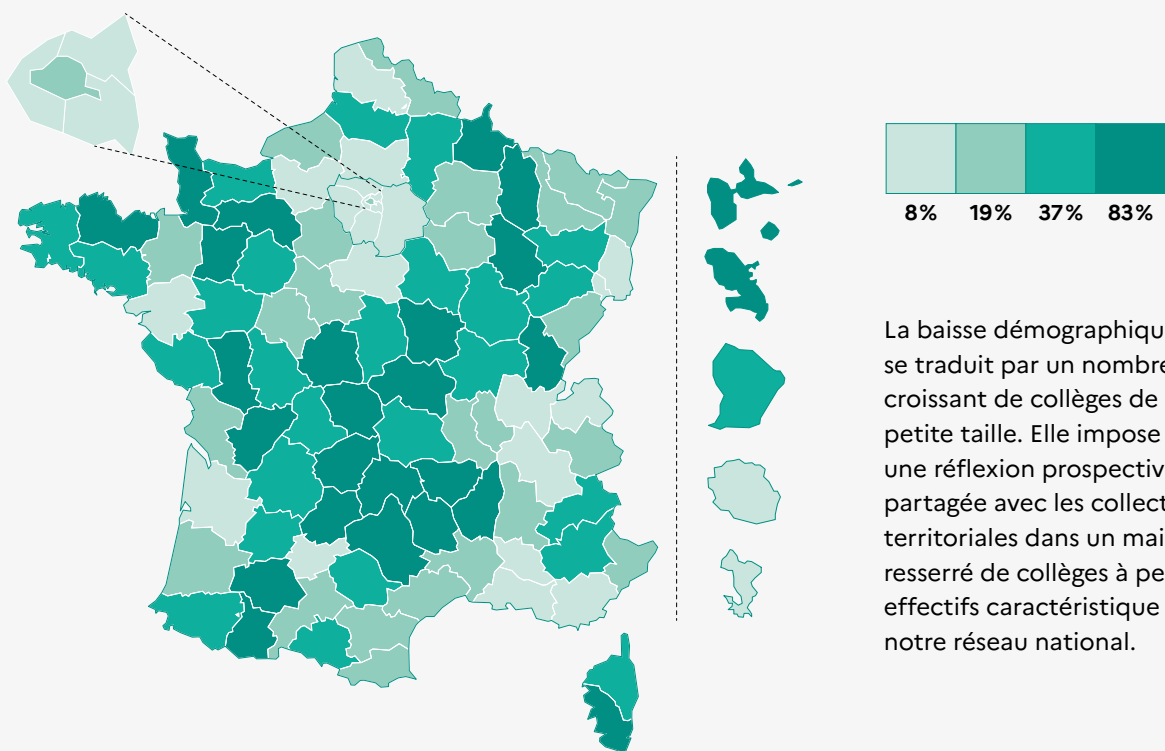 8% 19% 37% 83%
La baisse démographiqu
se traduit par un nombre
croissant de collèges de
petite taille. Elle impose
une réflexion prospectiv
partagée avec les collect
territoriales dans un mai
resserré de collèges à pe
effectifs caractéristique
notre réseau national.